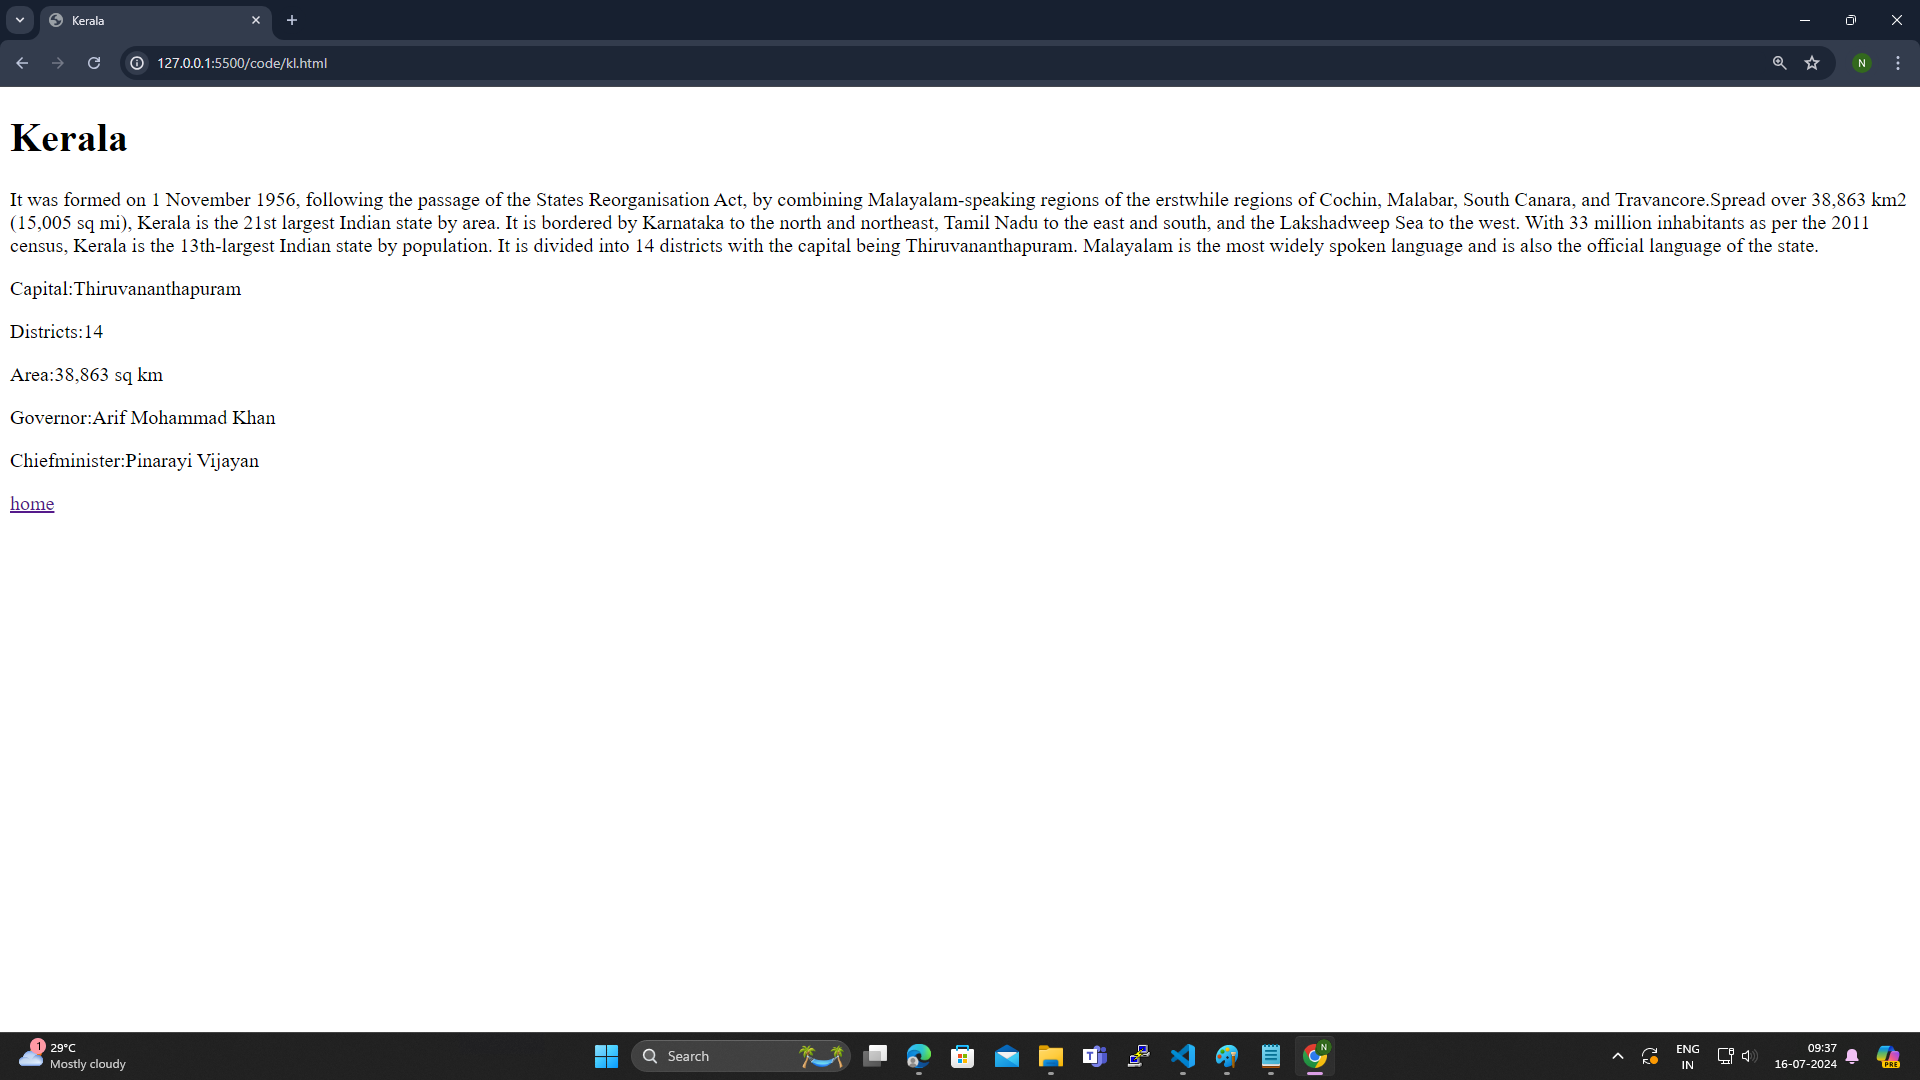 Kerala
127.0.0.1:5500/code/kl.html
N
Kerala
It was formed on 1 November 1956, following the passage of the States Reorganisation Act, by combining Malayalam-speaking regions of the erstwhile regions of Cochin, Malabar, South Canara, and Travancore.Spread over 38,863 km2
(15,005 sq mi), Kerala is the 21st largest Indian state by area. It is bordered by Karnataka to the north and northeast, Tamil Nadu to the east and south, and the Lakshadweep Sea to the west. With 33 million inhabitants as per the 2011
census, Kerala is the 13th-largest Indian state by population. It is divided into 14 districts with the capital being Thiruvananthapuram. Malayalam is the most widely spoken language and is also the official language of the state.
Capital:Thiruvananthapuram
Districts:14
Area:38,863 sq km
Governor:Arif Mohammad Khan
Chiefminister:Pinarayi Vijayan
home
1
29°C
Mostly cloudy
Search
T
N
ENG
IN
09:37
16-07-2024
PRE